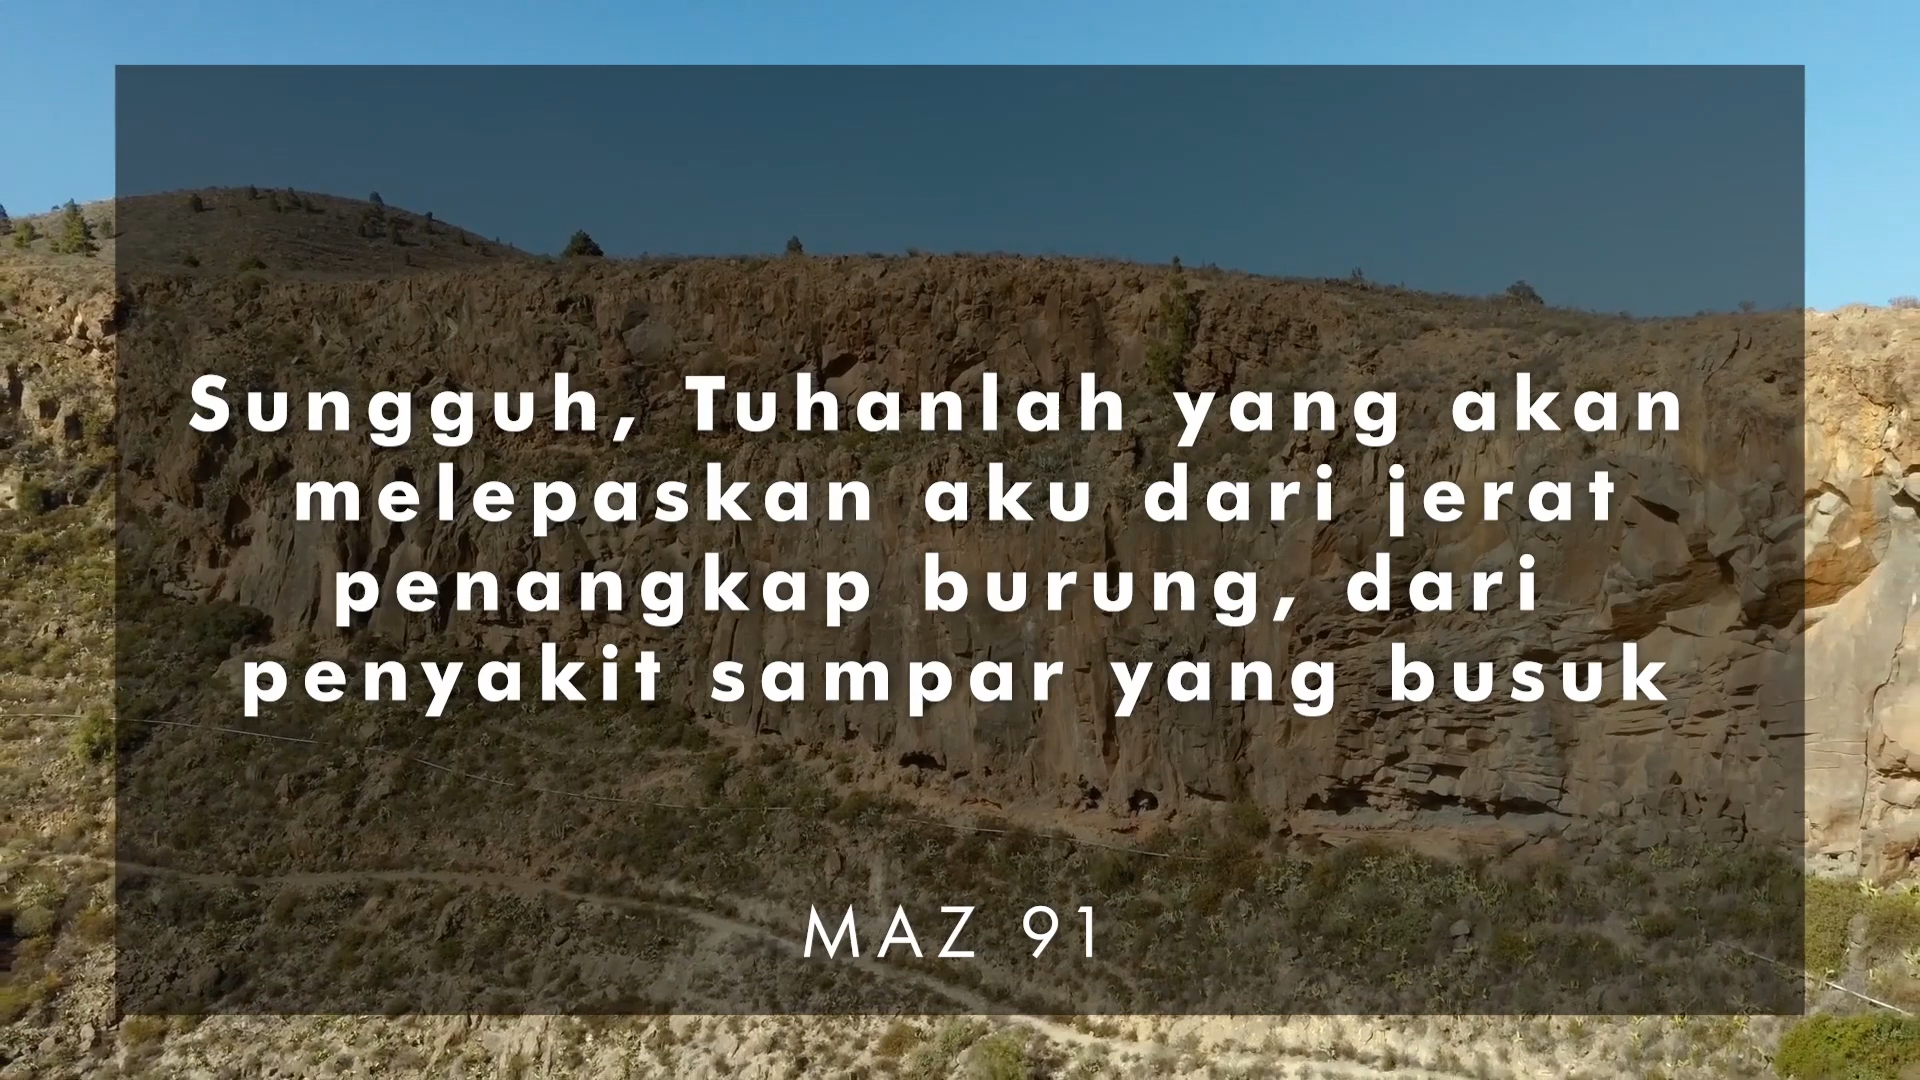 Sungguh, Tuhanlah yang akan
melepaskan aku dari jerat
penangkap burung, dari
penyakit sampar yang busuk
MAZ 91